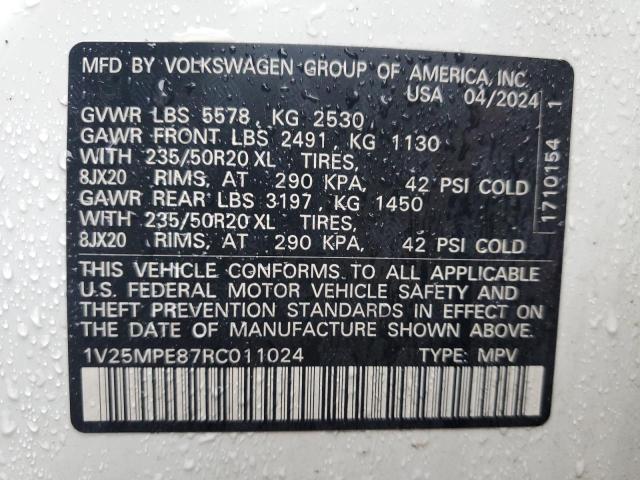 MFD BY VOLKSWAGEN GROUP OF AMERICA, INC.
USA 04/2024
GVWR LBS 5578, KG 2530
GAWR FRONT LBS 2491, KG 1130
WITH 235/50R20 XL TIRES,
8JX20 RIMS, AT 290 KPA, 42 PSI COLD
GAWR REAR LBS 3197, KG 1450
WITH 235/50R20 XL TIRES,
8JX20 RIMS, AT 290 KPA, 42 PSI COLD
THIS VEHICLE CONFORMS TO ALL APPLICABLE
U.S. FEDERAL MOTOR VEHICLE SAFETY AND
THEFT PREVENTION STANDARDS IN EFFECT ON
THE DATE OF MANUFACTURE SHOWN ABOVE.
1V25MPE87RC011024 TYPE: MPV
1710154 1